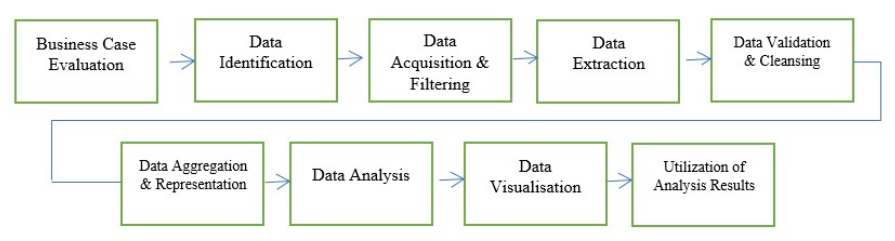 Business Case
Evaluation
Data
Identification
Data
Acquisition &
Filtering
Data
Extraction
Data Validation
& Cleansing
Data Aggregation
& Representation
Data Analysis
Data
Visualisation
Utilization of
Analysis Results